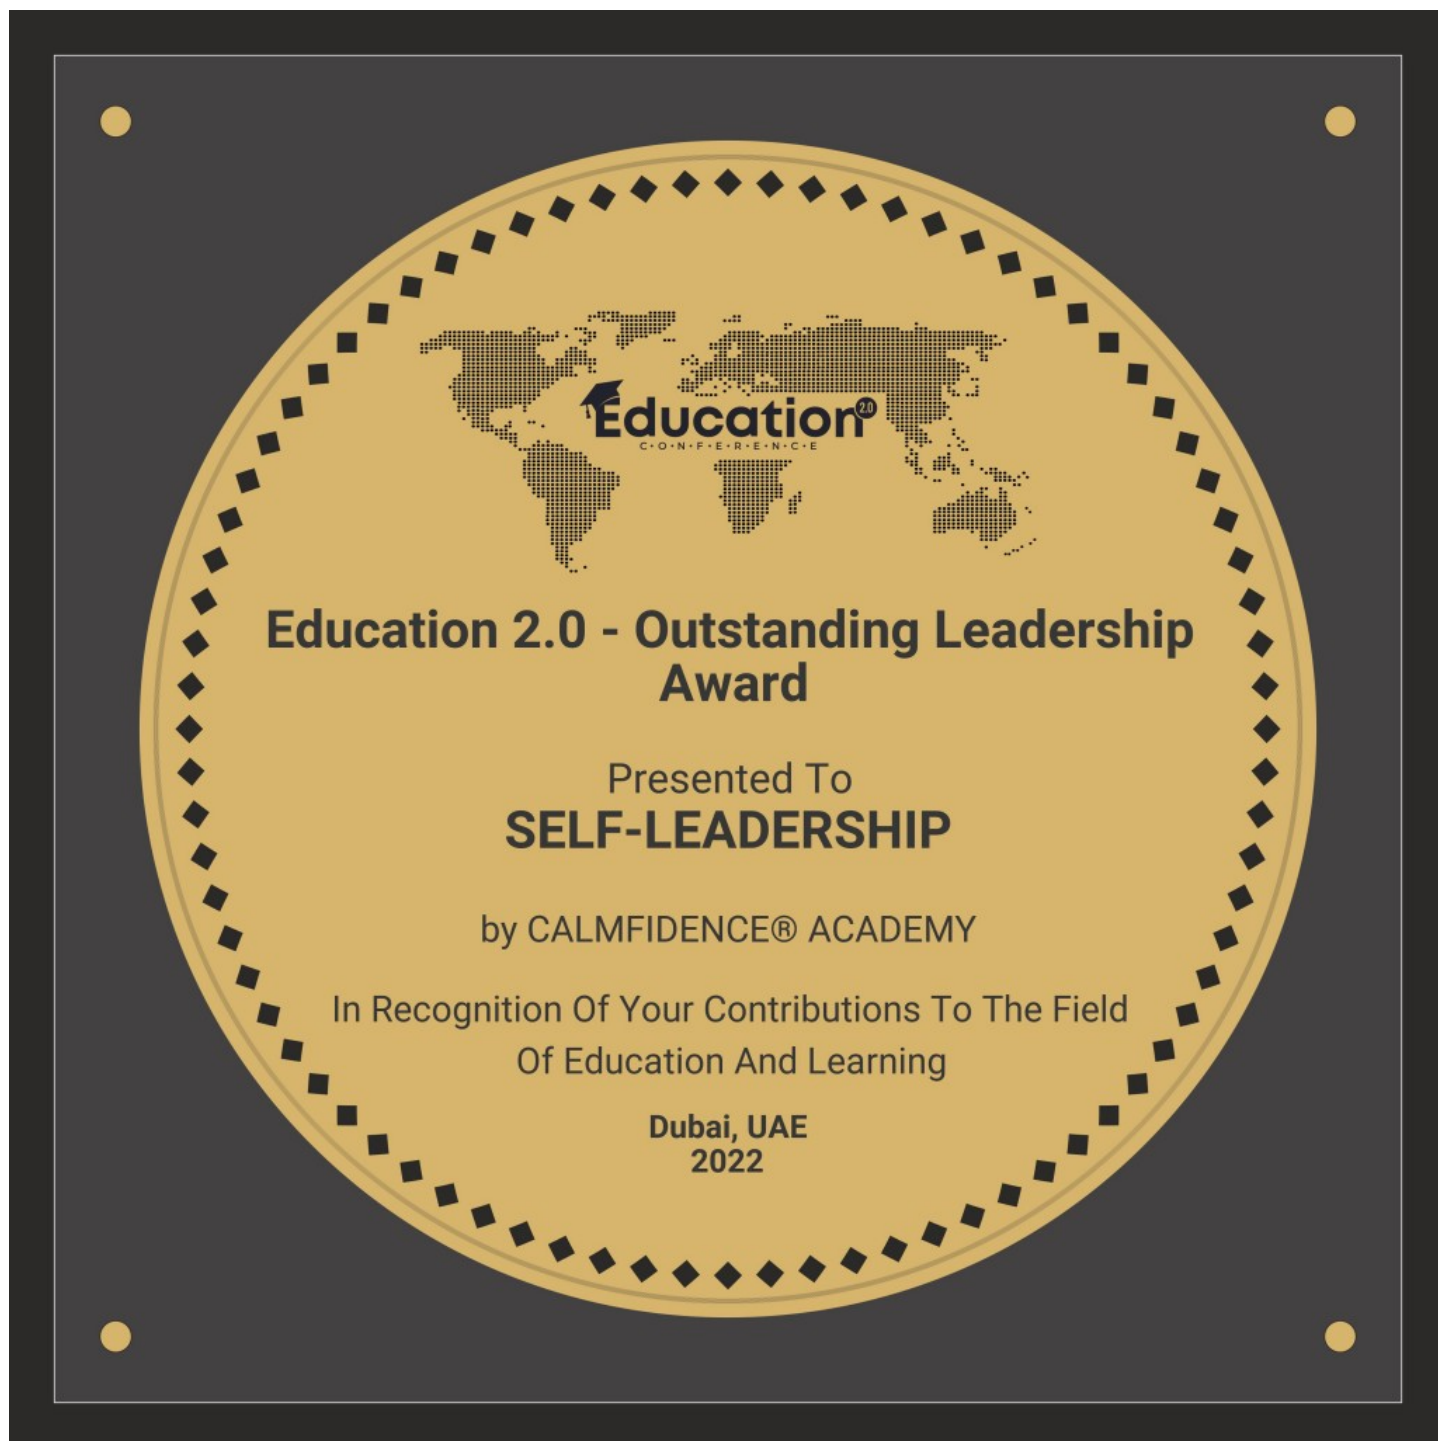 Education 2.0
C•O•N•F•E•R•E•N•C•E
Education 2.0 - Outstanding Leadership
Award
Presented To
SELF-LEADERSHIP
by CALMFIDENCE® ACADEMY
In Recognition Of Your Contributions To The Field
Of Education And Learning
Dubai, UAE
2022